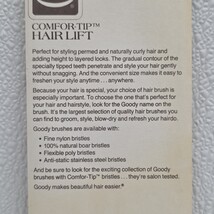 COMFOR-TIP™
HAIR LIFT
Perfect for styling permed and naturally curly hair and
adding height to layered looks. The gradual contour of the
specially tipped teeth penetrate and style your hair gently
without snagging. And the convenient size makes it easy to
freshen your style anytime . . . anywhere.
Because your hair is special, your choice of hair brush is
especially important. To find the brush that's right for
your hair and hairstyle, look for the Goody name on the
brush. It's the largest selection of quality hair brushes you
can find to groom, style, blow-dry and refresh your hairdo.
Goody brushes are available with:
• Fine nylon bristles
• 100% natural boar bristles
• Flexible poly bristles
• Anti-static stainless steel bristles
And be sure to look for the exciting collection of Goody
brushes with Comfor-Tip™ bristles . . . they're salon tested.
Goody makes beautiful hair easier.®